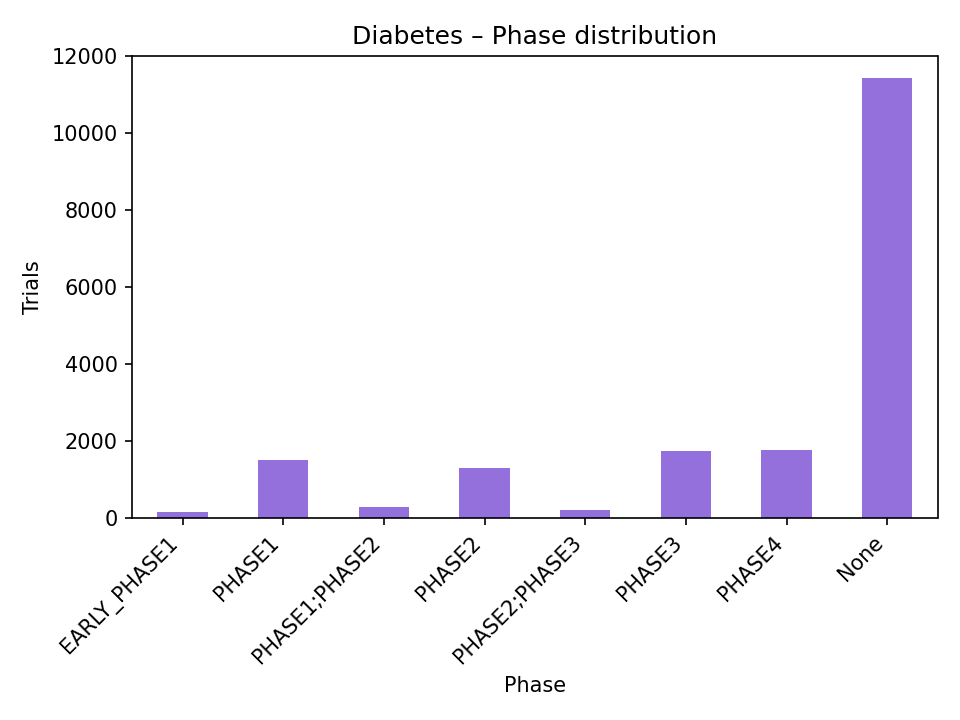 Diabetes – Phase distribution
12000
10000
8000
6000
4000
2000
0
Trials
EARLY_PHASE1
PHASE1
PHASE1;PHASE2
PHASE2
PHASE2;PHASE3
PHASE3
PHASE4
None
Phase